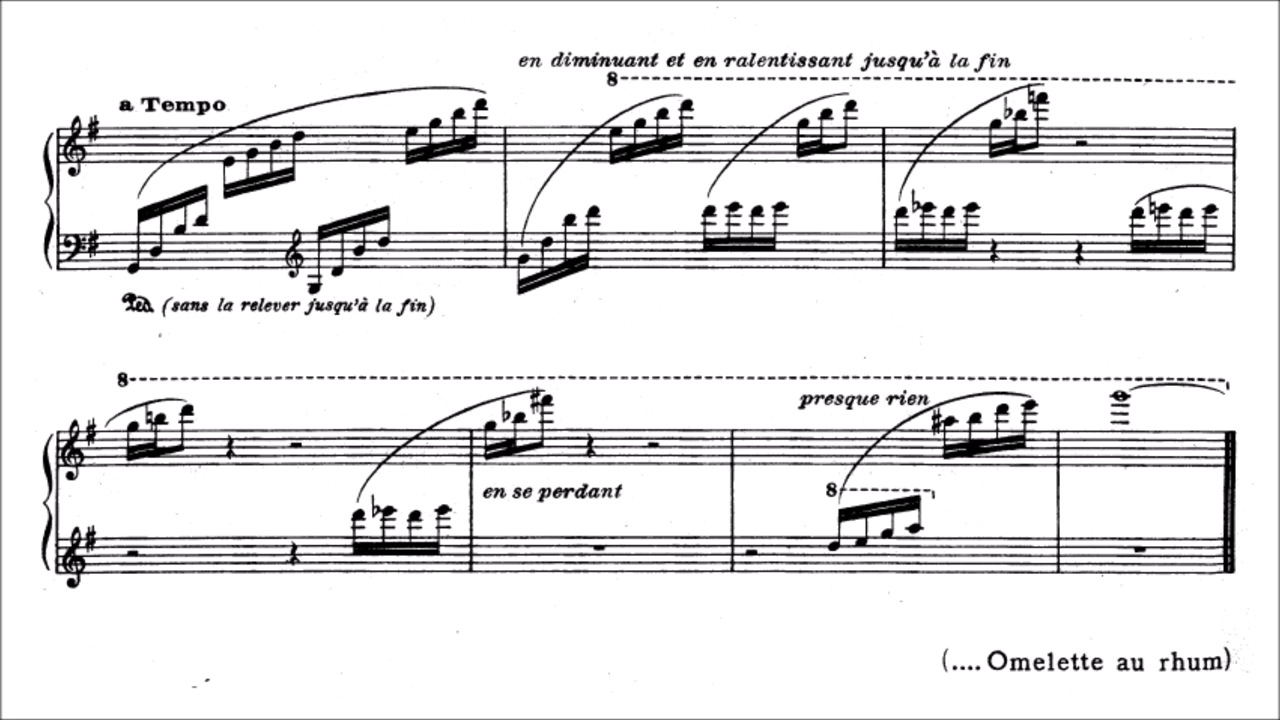 en diminuant et en ralentissant jusqu'à la fin
8
a Tempo
Ped. (sans la relever jusqu'à la fin)
8
presque rien
en se perdant
8
(.... Omelette au rhum)